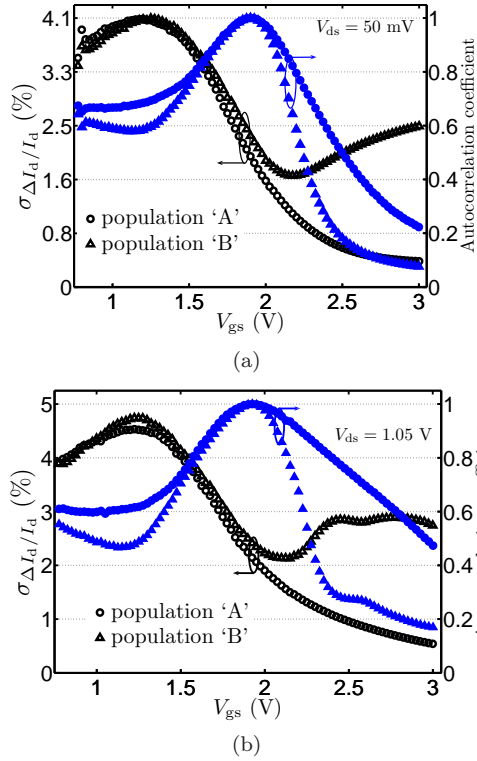 4.1
3.3
2.5
1.6
0.8
0
1
0.8
0.6
0.4
0.2
0
σΔId/Id (%)
Vds = 50 mV
population ‘A’
population ‘B’
Autocorrelation coefficient
1 1.5 2 2.5 3
Vgs (V)
(a)
5
4
3
2
1
0
1
0.8
0.6
0.4
0.2
0
σΔId/Id (%)
Vds = 1.05 V
population ‘A’
population ‘B’
1 1.5 2 2.5 3
Vgs (V)
(b)